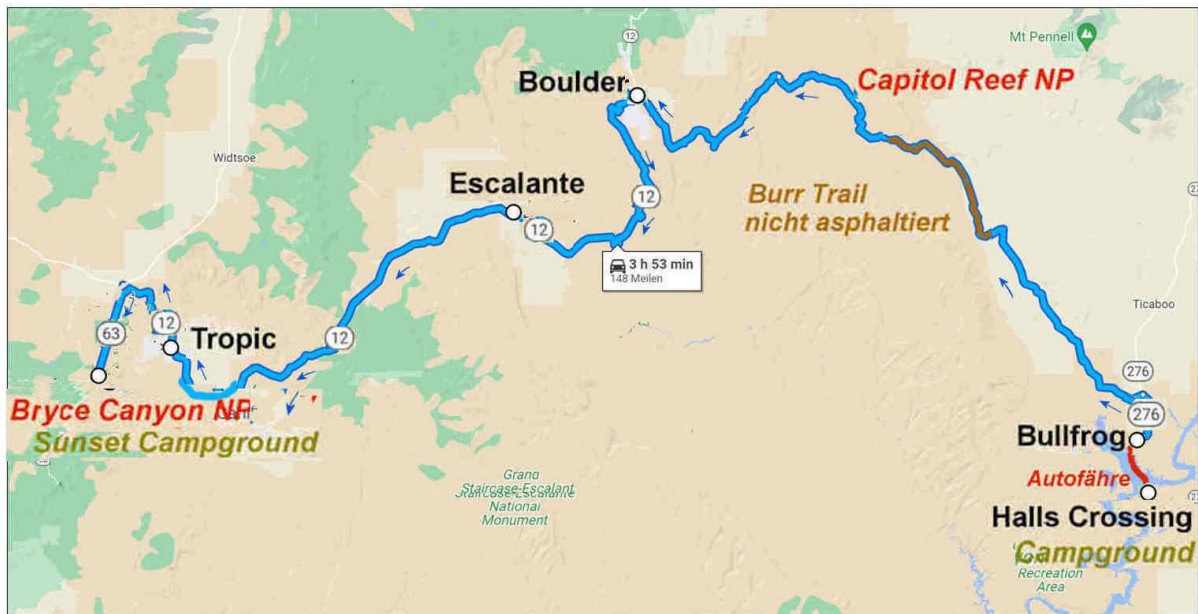 12
Mt Pennell
Boulder
Capitol Reef NP
Widtsoe
Escalante
12
12
Burr Trail
nicht asphaltiert
3 h 53 min
148 Meilen
Ticaboo
63
12
Tropic
12
276
276
Bryce Canyon NP
Sunset Campground
Bullfrog
Autofähre
Grand
Staircase-Escalante
National
Monument
Halls Crossing
Campground
Recreation
Area